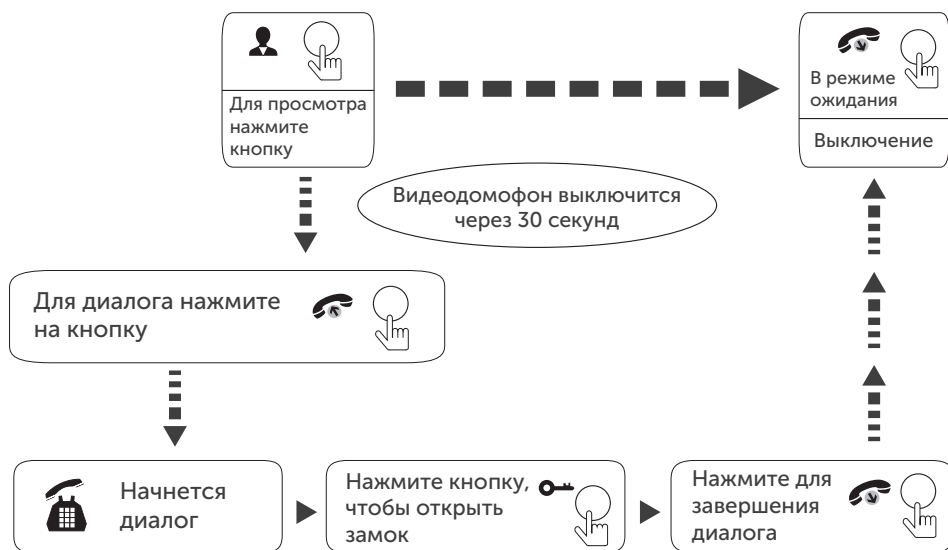 Для просмотра
нажмите
кнопку
В режиме
ожидания
Выключение
Видеодомофон выключится
через 30 секунд
Для диалога нажмите
на кнопку
Начнется
диалог
Нажмите кнопку,
чтобы открыть
замок
Нажмите для
завершения
диалога